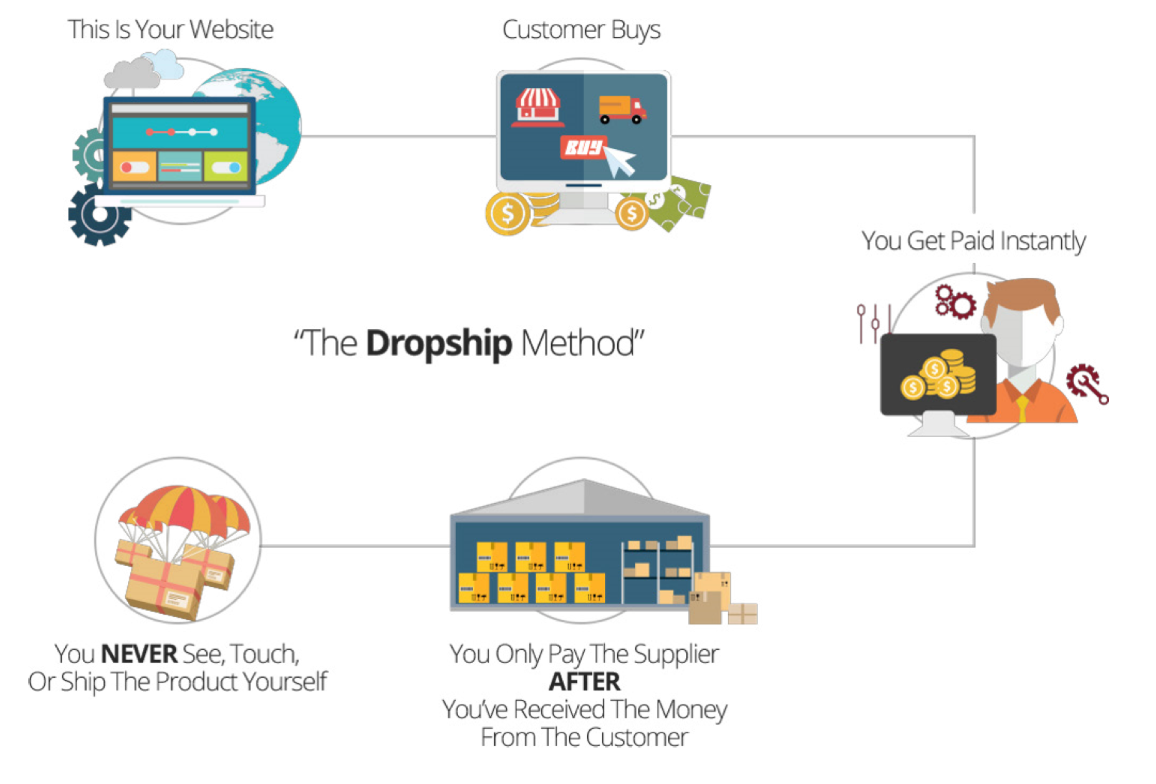 This Is Your Website
Customer Buys
BUY
You Get Paid Instantly
“The Dropship Method”
You NEVER See, Touch,
Or Ship The Product Yourself
You Only Pay The Supplier
AFTER
You’ve Received The Money
From The Customer